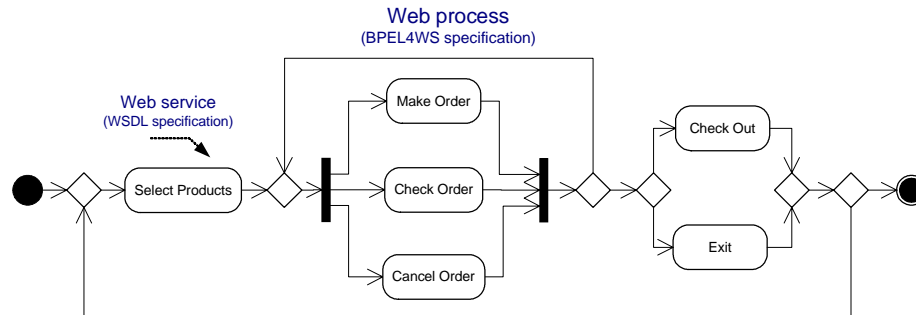 Web process
(BPEL4WS specification)
Web service
(WSDL specification)
Make Order
Check Out
Select Products
Check Order
Exit
Cancel Order